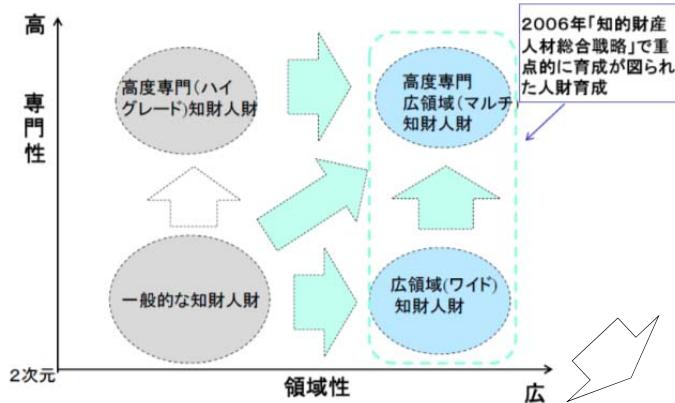 高
専門性
高度専門(ハイ
グレード)知財人財
高度専門
広領域(マルチ)
知財人財
2006年「知的財産
人材総合戦略」で重
点的に育成が図られ
た人財育成
一般的な知財人財
広領域(ワイド)
知財人財
2次元
領域性
広